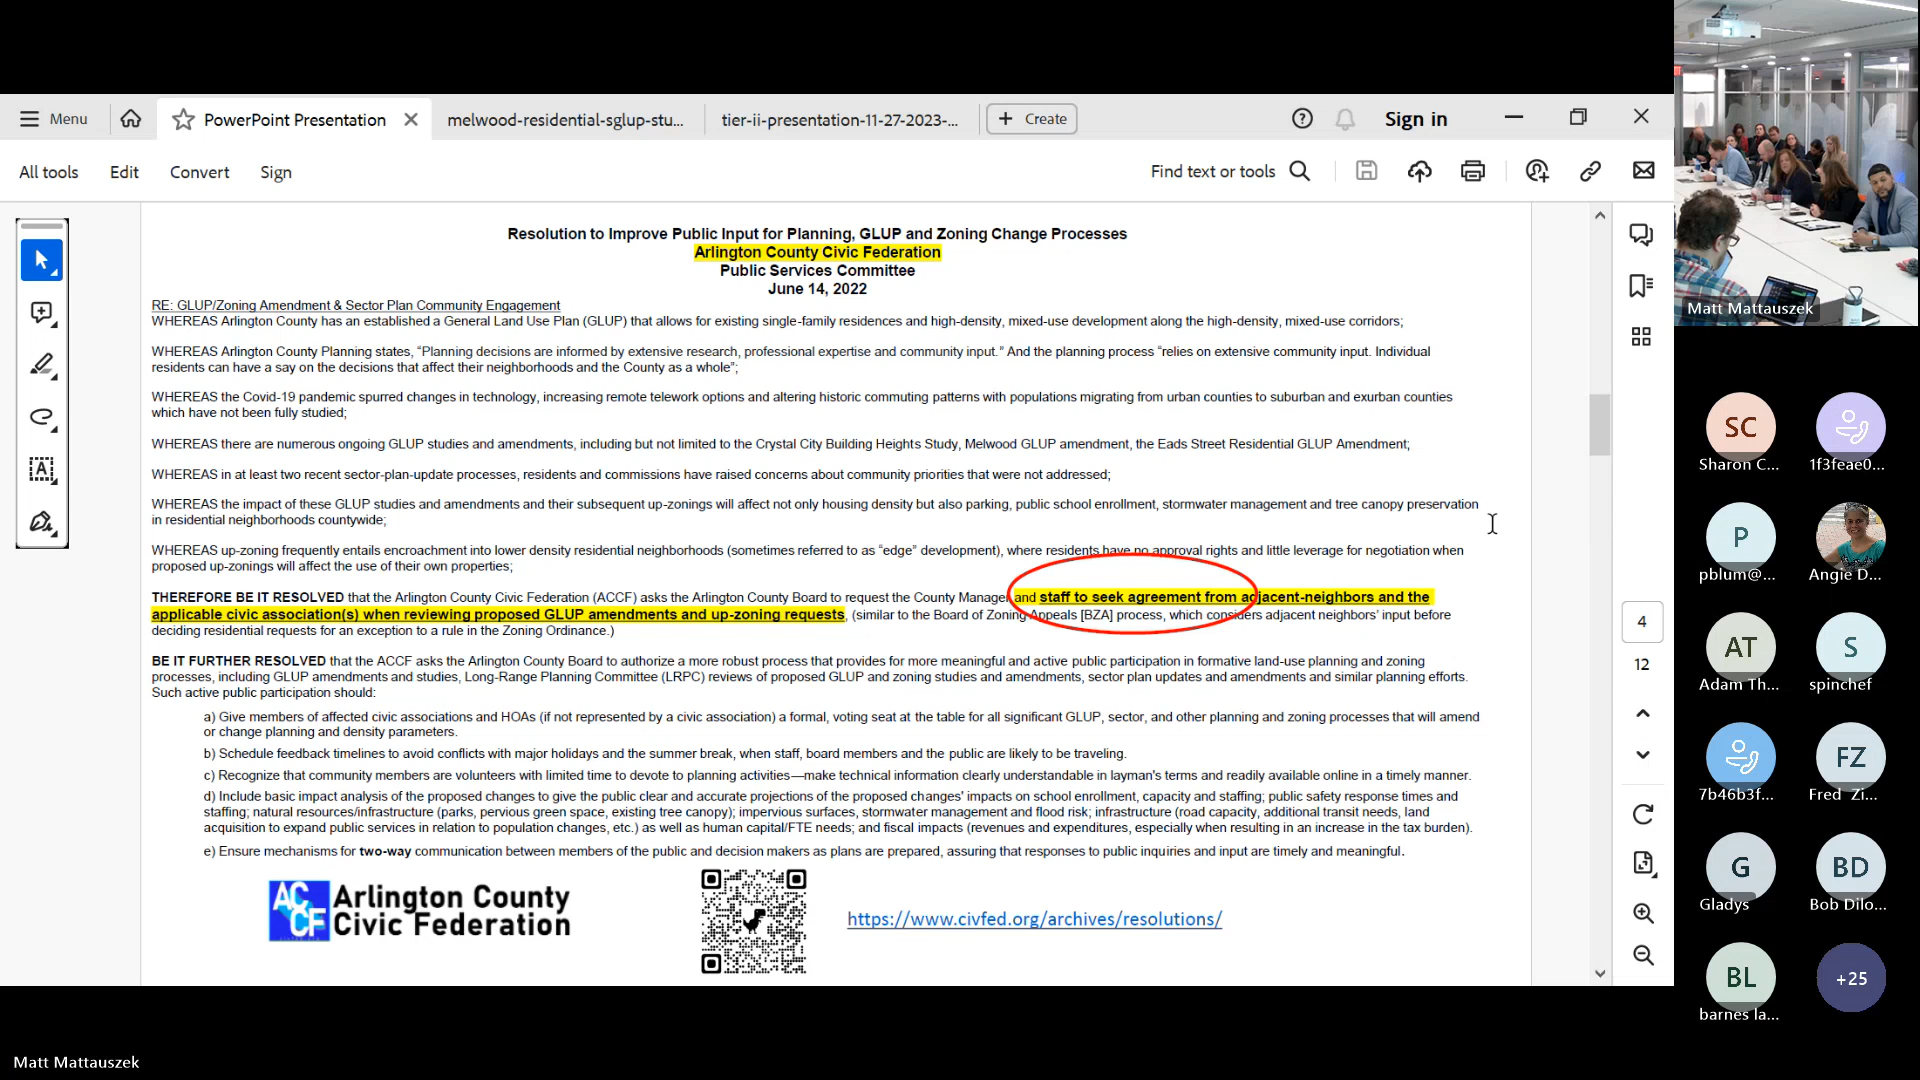 Menu
PowerPoint Presentation
melwood-residential-sglup-stu...
tier-ii-presentation-11-27-2023-...
Create
Sign in
All tools
Edit
Convert
Sign
Find text or tools
Resolution to Improve Public Input for Planning, GLUP and Zoning Change Processes
Arlington County Civic Federation
Public Services Committee
June 14, 2022
RE: GLUP/Zoning Amendment & Sector Plan Community Engagement
WHEREAS Arlington County has an established a General Land Use Plan (GLUP) that allows for existing single-family residences and high-density, mixed-use development along the high-density, mixed-use corridors;
WHEREAS Arlington County Planning states, “Planning decisions are informed by extensive research, professional expertise and community input.” And the planning process “relies on extensive community input. Individual
residents can have a say on the decisions that affect their neighborhoods and the County as a whole”;
WHEREAS the Covid-19 pandemic spurred changes in technology, increasing remote telework options and altering historic commuting patterns with populations migrating from urban counties to suburban and exurban counties
which have not been fully studied;
WHEREAS there are numerous ongoing GLUP studies and amendments, including but not limited to the Crystal City Building Heights Study, Melwood GLUP amendment, the Eads Street Residential GLUP Amendment;
WHEREAS in at least two recent sector-plan-update processes, residents and commissions have raised concerns about community priorities that were not addressed;
WHEREAS the impact of these GLUP studies and amendments and their subsequent up-zonings will affect not only housing density but also parking, public school enrollment, stormwater management and tree canopy preservation
in residential neighborhoods countywide;
WHEREAS up-zoning frequently entails encroachment into lower density residential neighborhoods (sometimes referred to as “edge” development), where residents have no approval rights and little leverage for negotiation when
proposed up-zonings will affect the use of their own properties;
THEREFORE BE IT RESOLVED that the Arlington County Civic Federation (ACCF) asks the Arlington County Board to request the County Manager and staff to seek agreement from adjacent-neighbors and the
applicable civic association(s) when reviewing proposed GLUP amendments and up-zoning requests, (similar to the Board of Zoning Appeals [BZA] process, which considers adjacent neighbors' input before
deciding residential requests for an exception to a rule in the Zoning Ordinance.)
BE IT FURTHER RESOLVED that the ACCF asks the Arlington County Board to authorize a more robust process that provides for more meaningful and active public participation in formative land-use planning and zoning
processes, including GLUP amendments and studies, Long-Range Planning Committee (LRPC) reviews of proposed GLUP and zoning studies and amendments, sector plan updates and amendments and similar planning efforts.
Such active public participation should:
a) Give members of affected civic associations and HOAs (if not represented by a civic association) a formal, voting seat at the table for all significant GLUP, sector, and other planning and zoning processes that will amend
or change planning and density parameters.
b) Schedule feedback timelines to avoid conflicts with major holidays and the summer break, when staff, board members and the public are likely to be traveling.
c) Recognize that community members are volunteers with limited time to devote to planning activities—make technical information clearly understandable in layman's terms and readily available online in a timely manner.
d) Include basic impact analysis of the proposed changes to give the public clear and accurate projections of the proposed changes' impacts on school enrollment, capacity and staffing; public safety response times and
staffing; natural resources/infrastructure (parks, pervious green space, existing tree canopy); impervious surfaces, stormwater management and flood risk; infrastructure (road capacity, additional transit needs, land
acquisition to expand public services in relation to population changes, etc.) as well as human capital/FTE needs; and fiscal impacts (revenues and expenditures, especially when resulting in an increase in the tax burden).
e) Ensure mechanisms for two-way communication between members of the public and decision makers as plans are prepared, assuring that responses to public inquiries and input are timely and meaningful.
ACCF
Arlington County
Civic Federation
https://www.civfed.org/archives/resolutions/
4
12
Matt Mattauszek
SC
Sharon C...
1f3feae0...
P
pblum@...
Angie D...
AT
Adam Th...
S
spinchef
7b46b3f...
FZ
Fred Zi...
G
Gladys
BD
Bob Dilo...
BL
barnes la...
+25
Matt Mattauszek